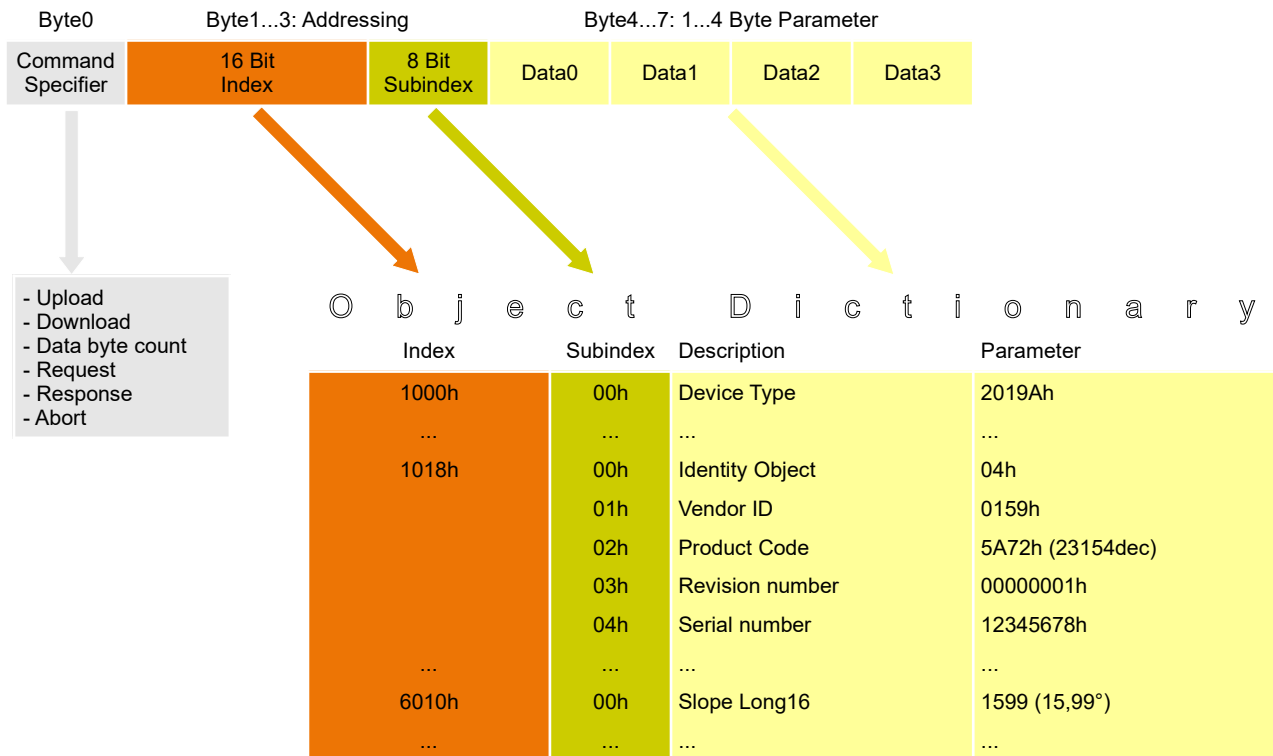 Byte0 Byte1...3: Addressing Byte4...7: 1...4 Byte Parameter
Command
Specifier
16 Bit
Index
8 Bit
Subindex
Data0 Data1 Data2 Data3
- Upload
- Download
- Data byte count
- Request
- Response
- Abort
Object Dictionary
Index Subindex Description Parameter
1000h 00h Device Type 2019Ah
... ... ... ...
1018h 00h Identity Object 04h
01h Vendor ID 0159h
02h Product Code 5A72h (23154dec)
03h Revision number 00000001h
04h Serial number 12345678h
... ... ... ...
6010h 00h Slope Long16 1599 (15,99°)
... ... ... ...